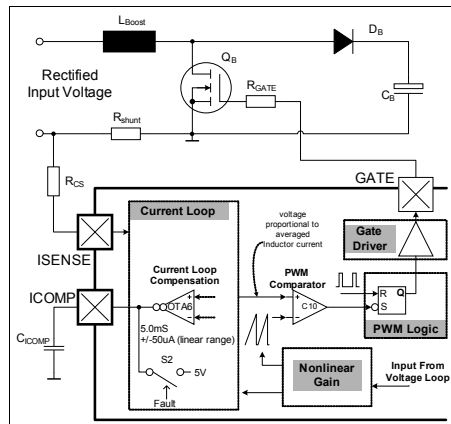 LBoost
DB
Rectified
Input Voltage
QB
RGATE
CB
Rshunt
RCS
GATE
Current Loop
voltage
proportional to
averaged
Inductor current
Gate
Driver
ISENSE
Current Loop
Compensation
PWM
Comparator
ICOMP
OTA6
C10
R
Q
S
PWM Logic
5.0mS
+/-50uA (linear range)
CICOMP
S2
5V
Fault
Nonlinear
Gain
Input From
Voltage Loop